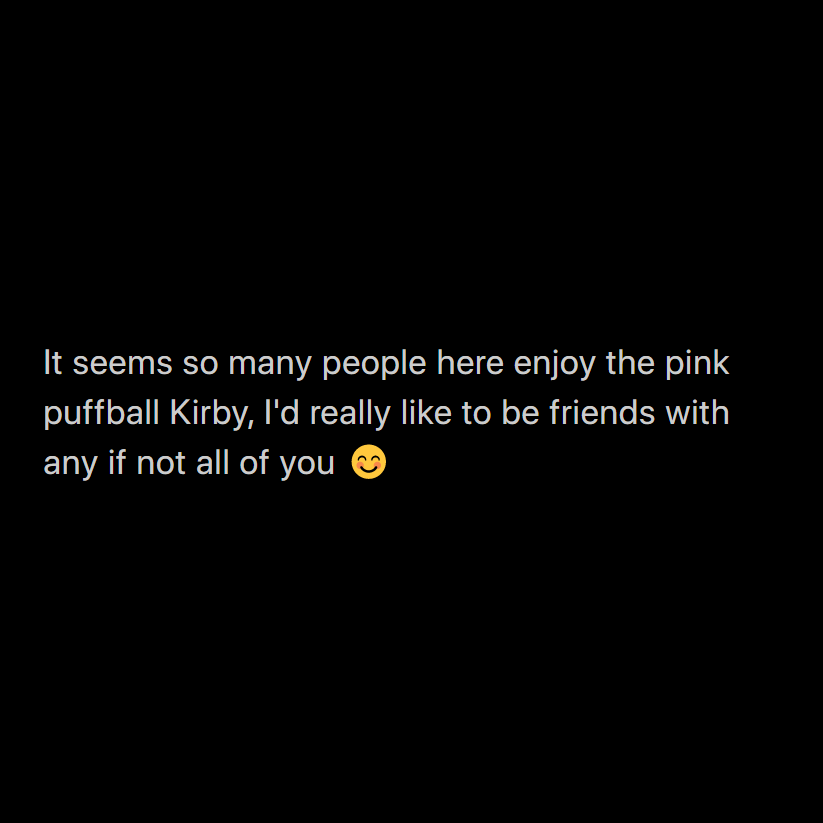 It seems so many people here enjoy the pink
puffball Kirby, I'd really like to be friends with
any if not all of you 😊